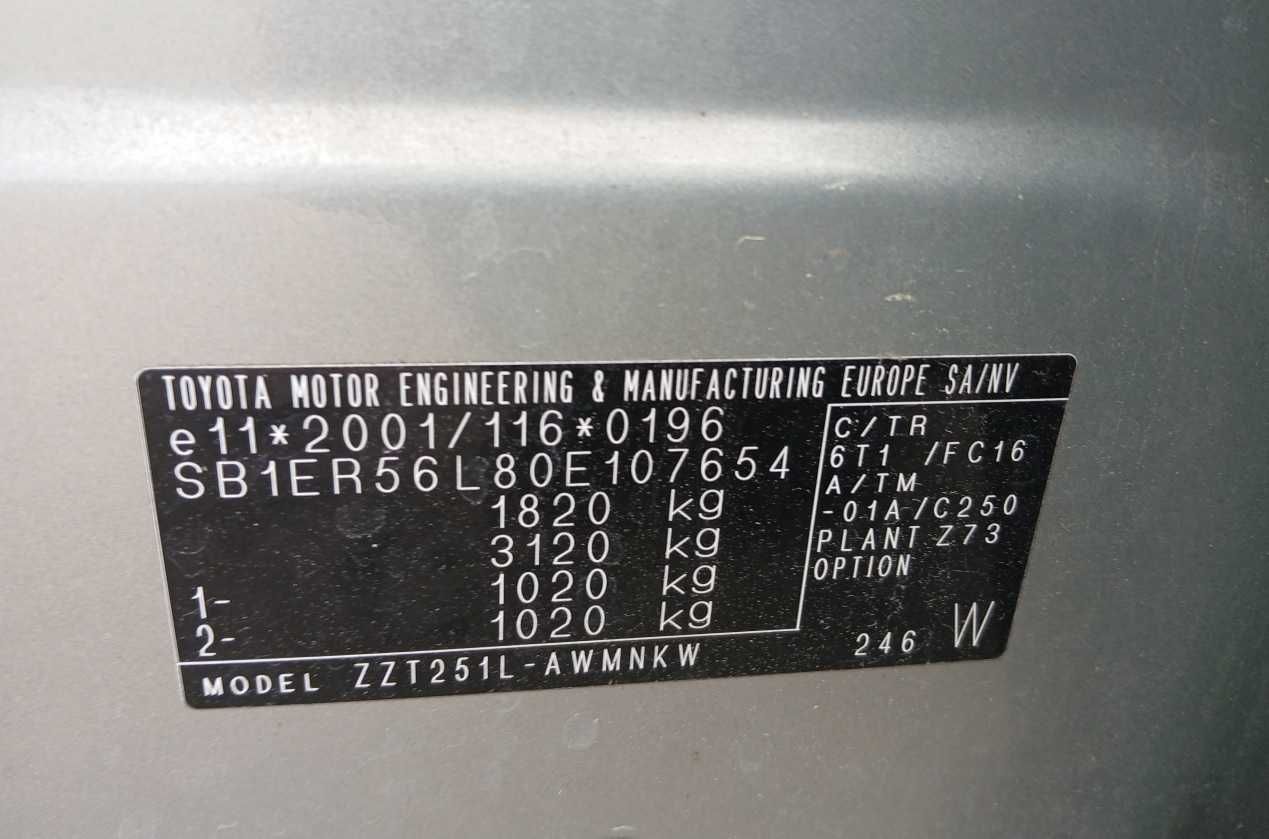 TOYOTA MOTOR ENGINEERING & MANUFACTURING EUROPE SA/NV
e11*2001/116*0196
SB1ER56L80E107654
1820 kg
3120 kg
1- 1020 kg
2- 1020 kg
C/TR
6T1 /FC16
A/TM
-01A/C250
PLANT Z73
OPTION
MODEL ZZT251L-AWMNKW
246 W